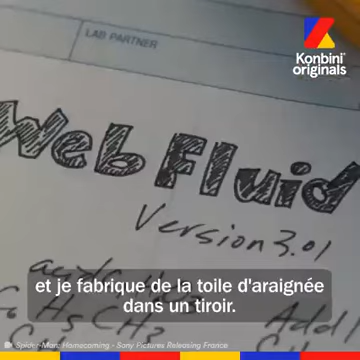 LAB PARTNER
Konbini
originals
Web Fluid
Version 3.01
et je fabrique de la toile d'araignée
dans un tiroir.
CH
Spider-Man: Homecoming - Sony Pictures Releasing France